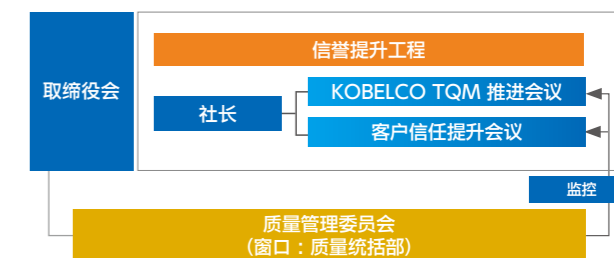 信誉提升工程
取缔役会
KOBELCO TQM 推进会议
社长
客户信任提升会议
监控
质量管理委员会
(窗口：质量统括部)